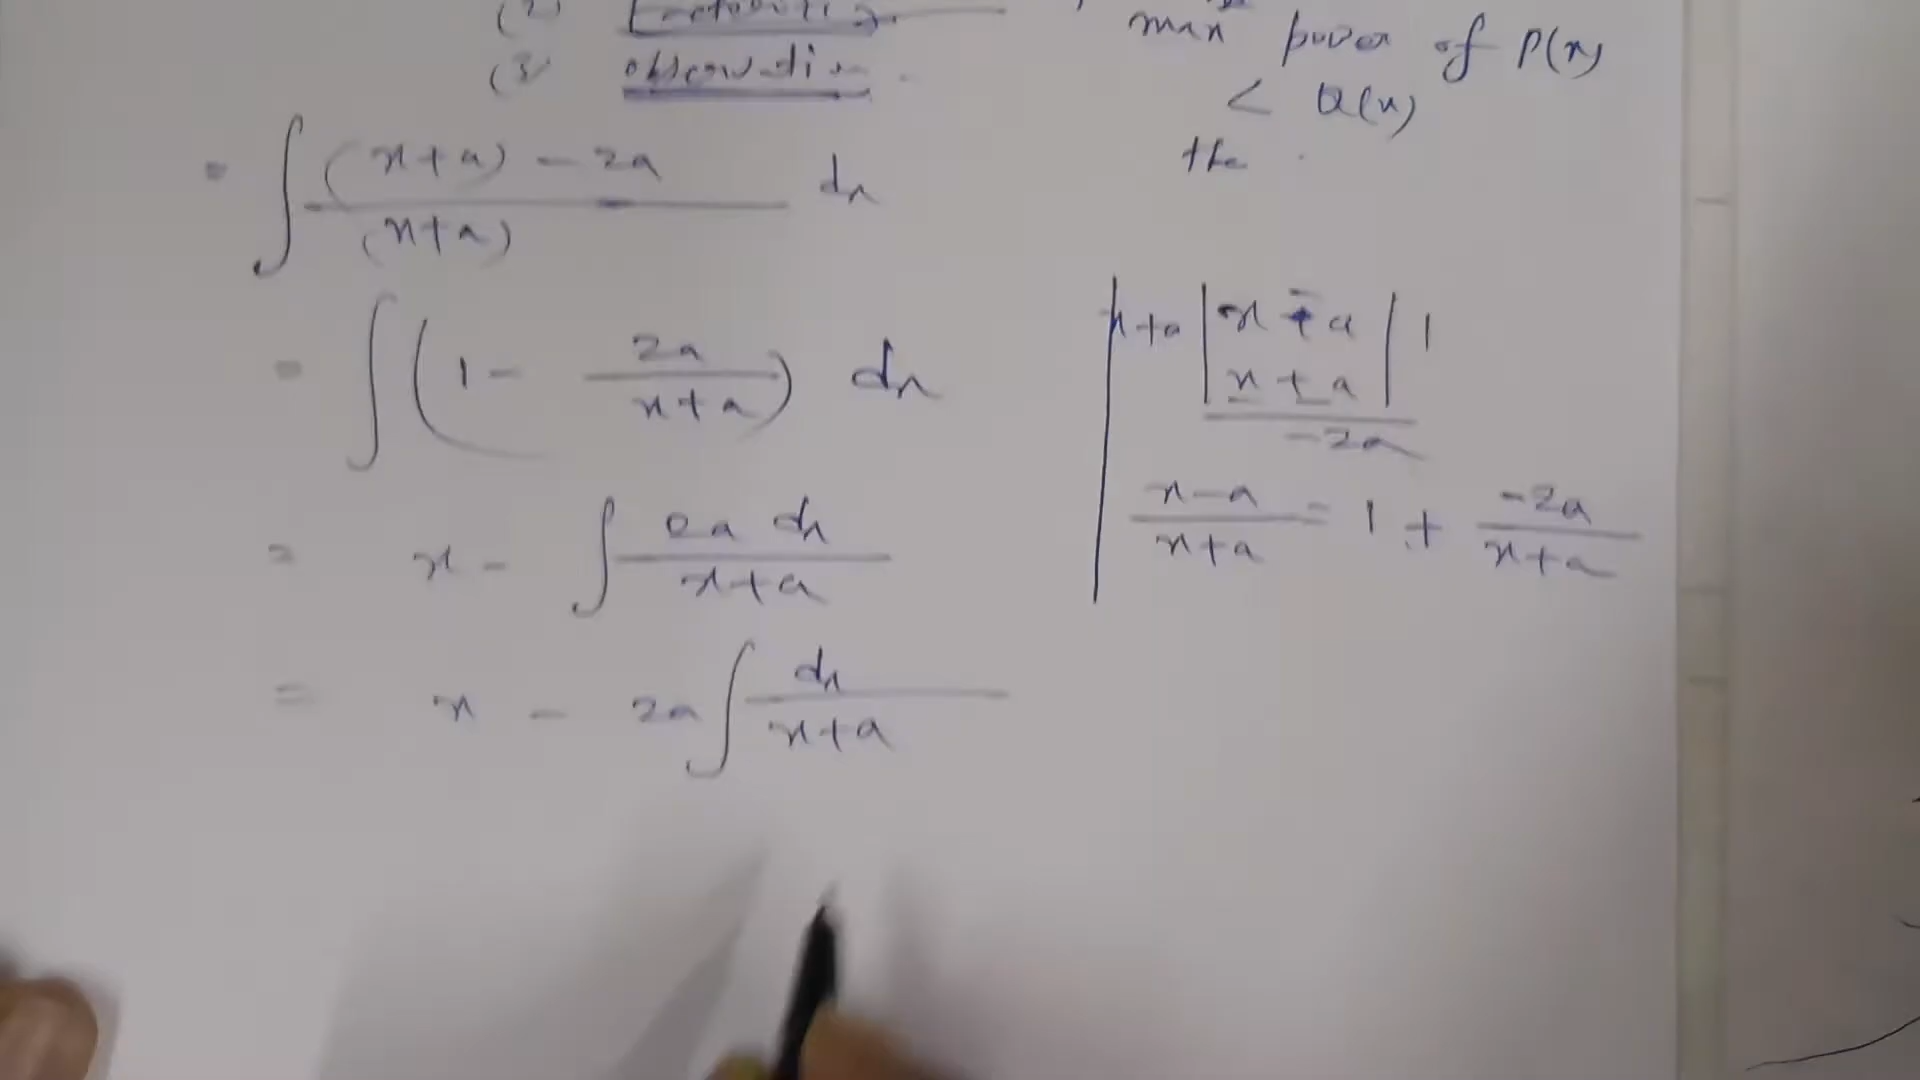 (2)
(3) observation.
max power of P(x)
< Q(x)
the .
= ∫ (x+a) - 2a / (x+a) dx
= ∫ (1 - 2a / x+a) dx
= x - ∫ 2a dx / x+a
= x - 2a ∫ dx / x+a
x+a | x - a | 1
x + a
-2a
x-a / x+a = 1 + -2a / x+a